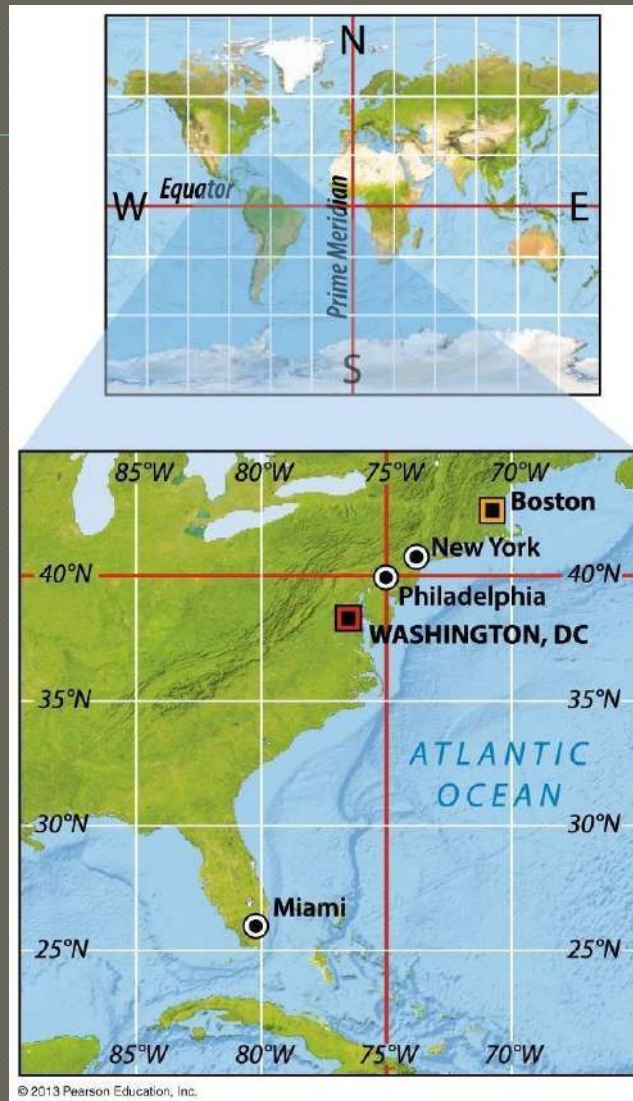 N
Equator
W
E
Prime Meridian
S
85°W 80°W 75°W 70°W
Boston
New York
40°N 40°N
Philadelphia
WASHINGTON, DC
35°N 35°N
ATLANTIC
OCEAN
30°N 30°N
Miami
25°N 25°N
85°W 80°W 75°W 70°W
© 2013 Pearson Education, Inc.